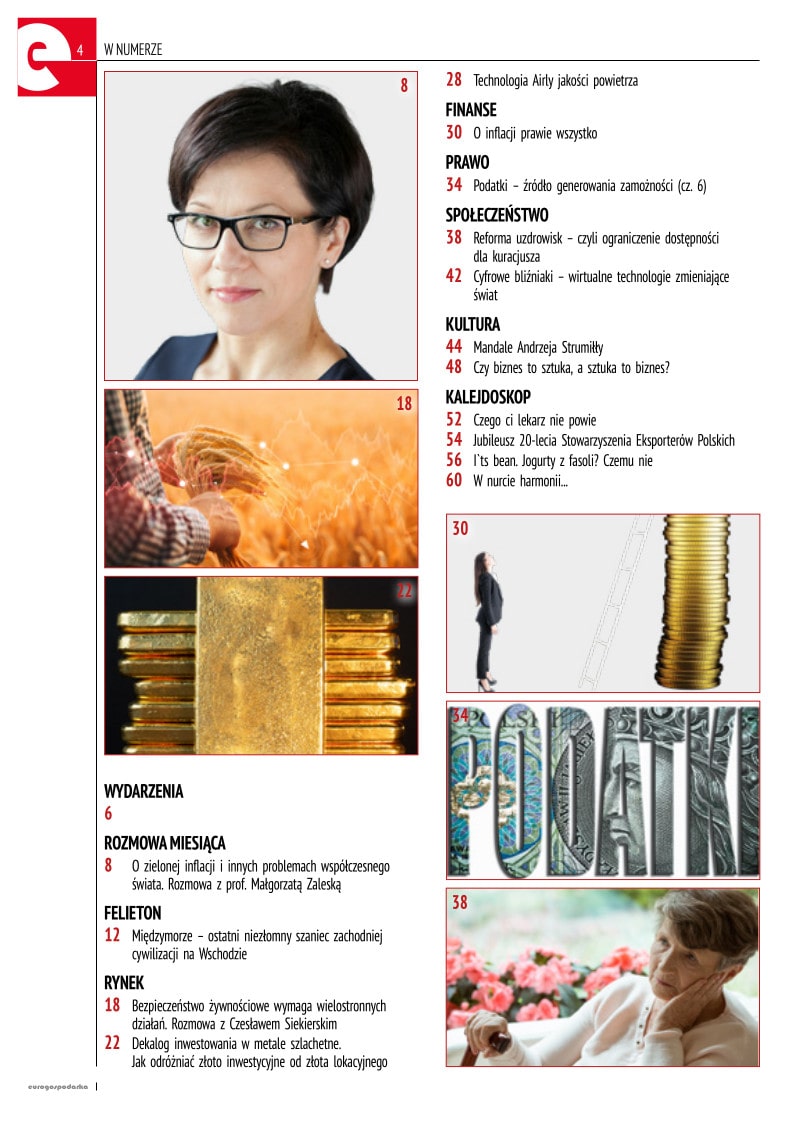 e
4
W NUMERZE
8
18
22
WYDARZENIA
6
ROZMOWA MIESIĄCA
8 O zielonej inflacji i innych problemach współczesnego
świata. Rozmowa z prof. Małgorzatą Zaleską
FELIETON
12 Międzymorze – ostatni niezłomny szaniec zachodniej
cywilizacji na Wschodzie
RYNEK
18 Bezpieczeństwo żywnościowe wymaga wielostronnych
działań. Rozmowa z Czesławem Siekierskim
22 Dekalog inwestowania w metale szlachetne.
Jak odróżniać złoto inwestycyjne od złota lokacyjnego
28 Technologia Airly jakości powietrza
FINANSE
30 O inflacji prawie wszystko
PRAWO
34 Podatki – źródło generowania zamożności (cz. 6)
SPOŁECZEŃSTWO
38 Reforma uzdrowisk – czyli ograniczenie dostępności
dla kuracjusza
42 Cyfrowe bliźniaki – wirtualne technologie zmieniające
świat
KULTURA
44 Mandale Andrzeja Strumiłły
48 Czy biznes to sztuka, a sztuka to biznes?
KALEJDOSKOP
52 Czego ci lekarz nie powie
54 Jubileusz 20-lecia Stowarzyszenia Eksporterów Polskich
56 I`ts bean. Jogurty z fasoli? Czemu nie
60 W nurcie harmonii...
30
34
PODATKI
38
eurogospodarka